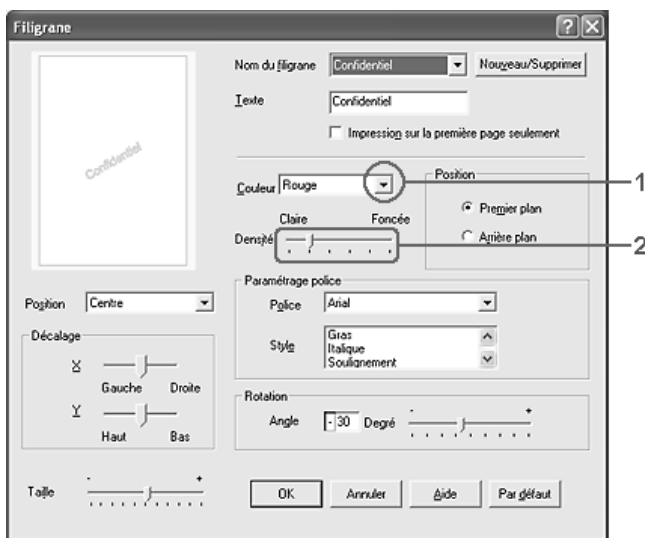 Filigrane
Nom du filigrane Confidentiel Nouveau/Supprimer
Texte Confidentiel
Impression sur la première page seulement
Confidentiel
Couleur Rouge 1
Position
Premier plan
Arrière plan
Claire Foncée
Densité 2
Position Centre
Décalage
X
Gauche Droite
Y
Haut Bas
Paramétrage police
Police Arial
Style Gras
Italique
Soulignement
Rotation
Angle -30 Degré - +
Taille - +
OK Annuler Aide Par défaut